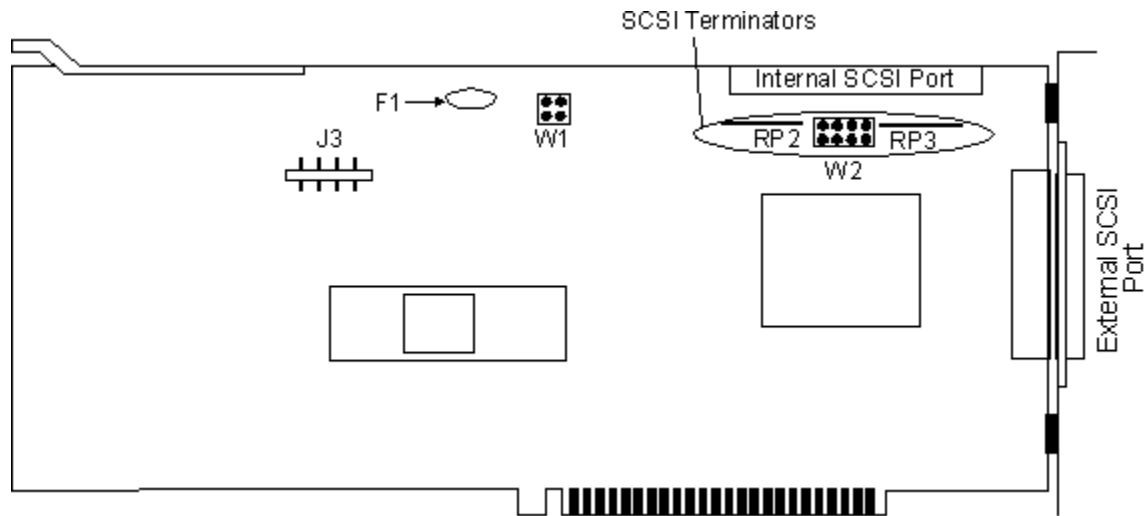 SCSI Terminators
Internal SCSI Port
F1
W1
RP2
RP3
J3
W2
External SCSI
Port